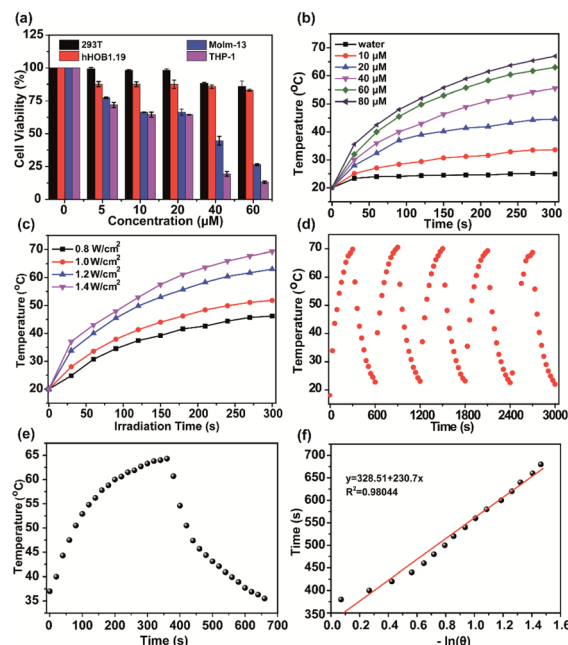 (a)
293T
hHOB1.19
Molm-13
THP-1
Cell Viability (%)
125
100
75
50
25
0
0 5 10 20 40 60
Concentration (μM)
(b)
water
10 μM
20 μM
40 μM
60 μM
80 μM
Temperature (°C)
70
60
50
40
30
20
10
0 50 100 150 200 250 300
Time (s)
(c)
0.8 W/cm²
1.0 W/cm²
1.2 W/cm²
1.4 W/cm²
Temperature (°C)
70
60
50
40
30
20
0 50 100 150 200 250 300
Irradiation Time (s)
(d)
Temperature (°C)
80
70
60
50
40
30
20
0 600 1200 1800 2400 3000
Time (s)
(e)
Temperature (°C)
65
60
55
50
45
40
35
0 100 200 300 400 500 600 700
Time (s)
(f)
y=328.51+230.7x
R²=0.98044
Time (s)
700
650
600
550
500
450
400
350
0.0 0.2 0.4 0.6 0.8 1.0 1.2 1.4 1.6
- ln(θ)